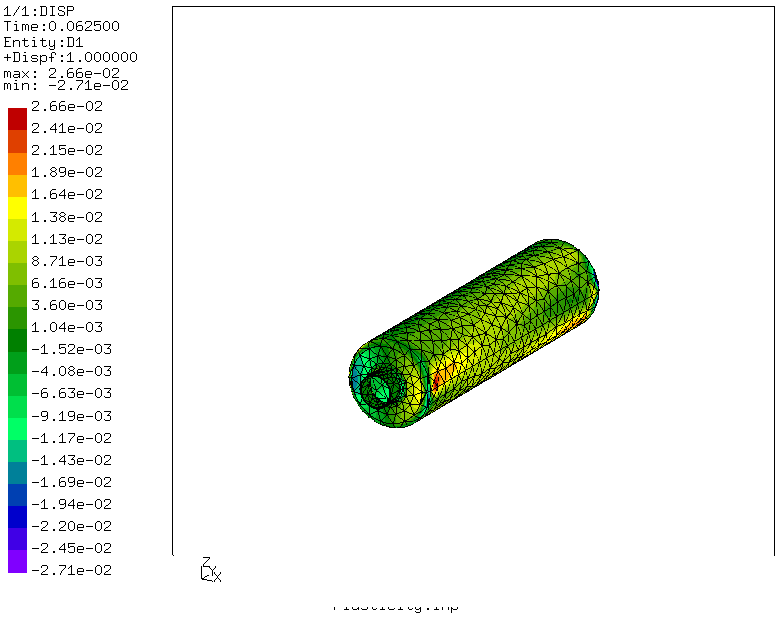 1/1:DISP
Time:0.062500
Entity:D1
+Dispf:1.000000
max: 2.66e-02
min: -2.71e-02
2.66e-02
2.41e-02
2.15e-02
1.89e-02
1.64e-02
1.38e-02
1.13e-02
8.71e-03
6.16e-03
3.60e-03
1.04e-03
-1.52e-03
-4.08e-03
-6.63e-03
-9.19e-03
-1.17e-02
-1.43e-02
-1.69e-02
-1.94e-02
-2.20e-02
-2.45e-02
-2.71e-02
Z
Y
X
Plasticity.inp